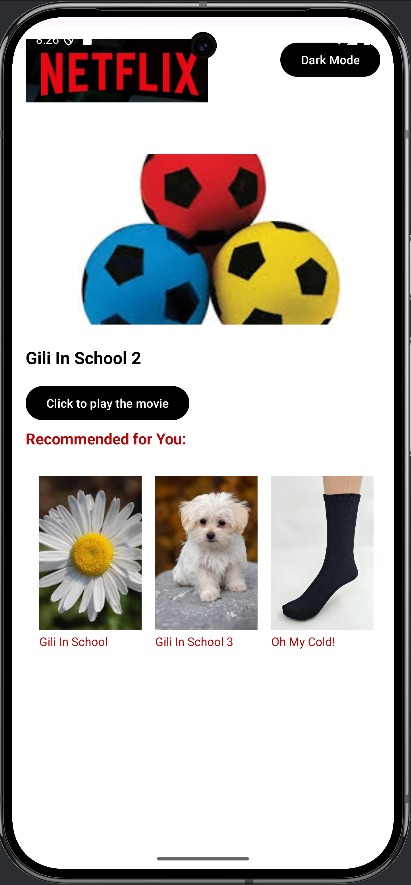 8:26
NETFLIX
Dark Mode
Gili In School 2
Click to play the movie
Recommended for You:
Gili In School
Gili In School 3
Oh My Cold!